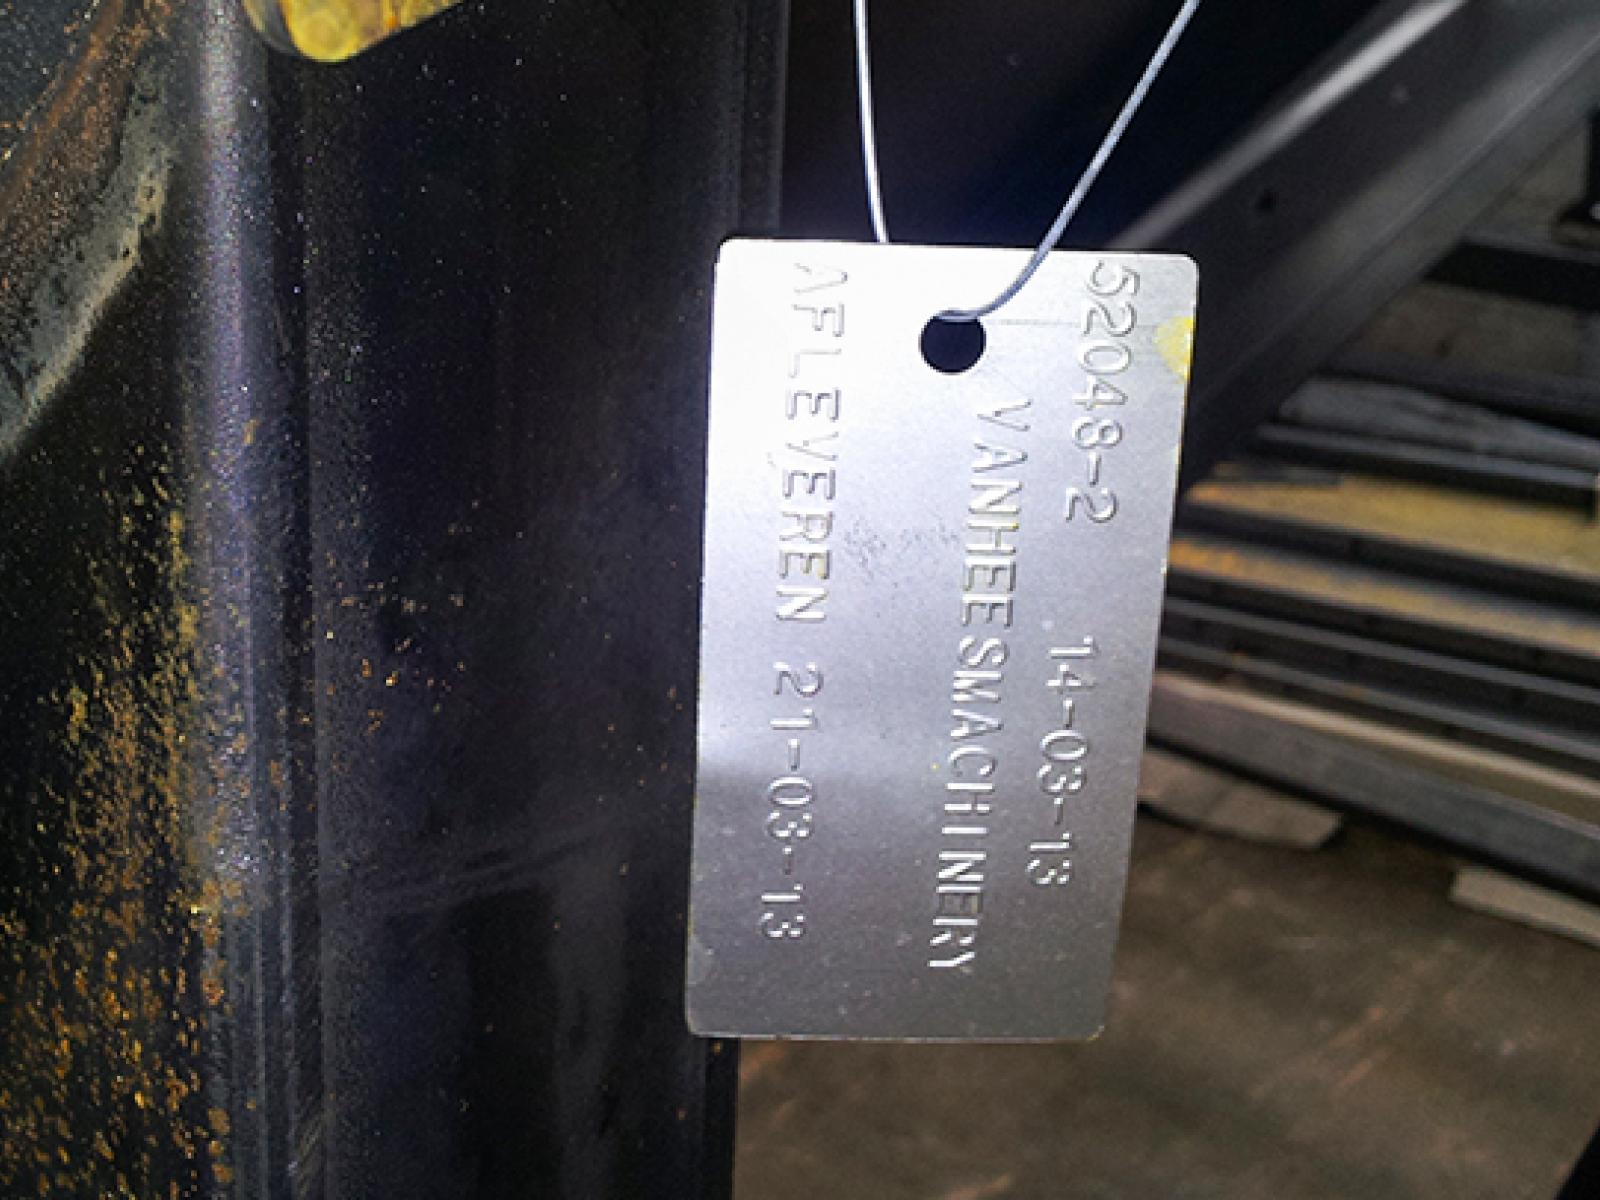 52048-2 14-03-13
VANHEESMACHINERY
AFLEVEREN 21-03-13